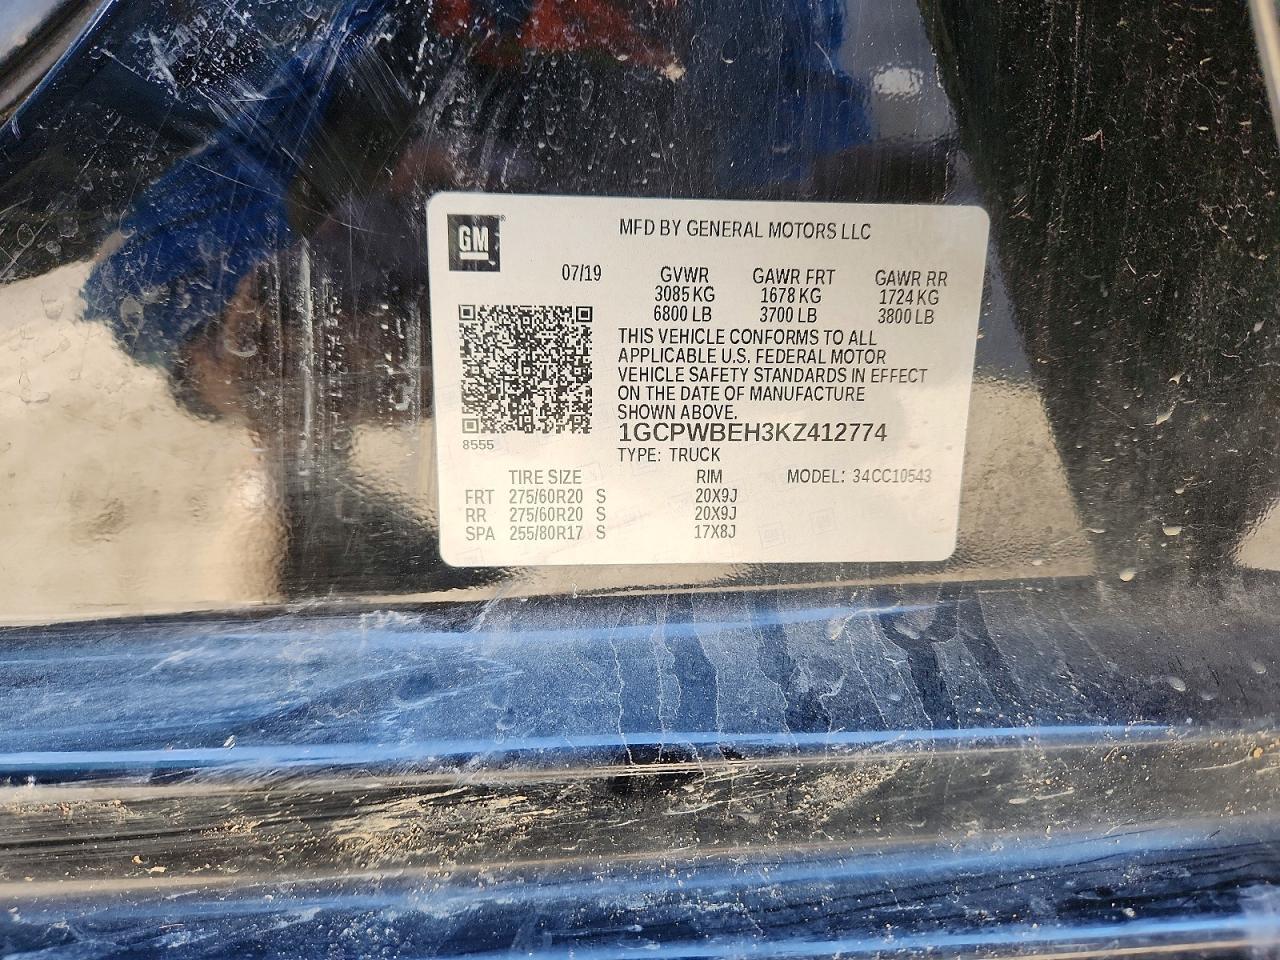 GM
MFD BY GENERAL MOTORS LLC
07/19 GVWR GAWR FRT GAWR RR
3085 KG 1678 KG 1724 KG
6800 LB 3700 LB 3800 LB
THIS VEHICLE CONFORMS TO ALL
APPLICABLE U.S. FEDERAL MOTOR
VEHICLE SAFETY STANDARDS IN EFFECT
ON THE DATE OF MANUFACTURE
SHOWN ABOVE.
8555
1GCPWBEH3KZ412774
TYPE: TRUCK
TIRE SIZE RIM MODEL: 34CC10543
FRT 275/60R20 S 20X9J
RR 275/60R20 S 20X9J
SPA 255/80R17 S 17X8J